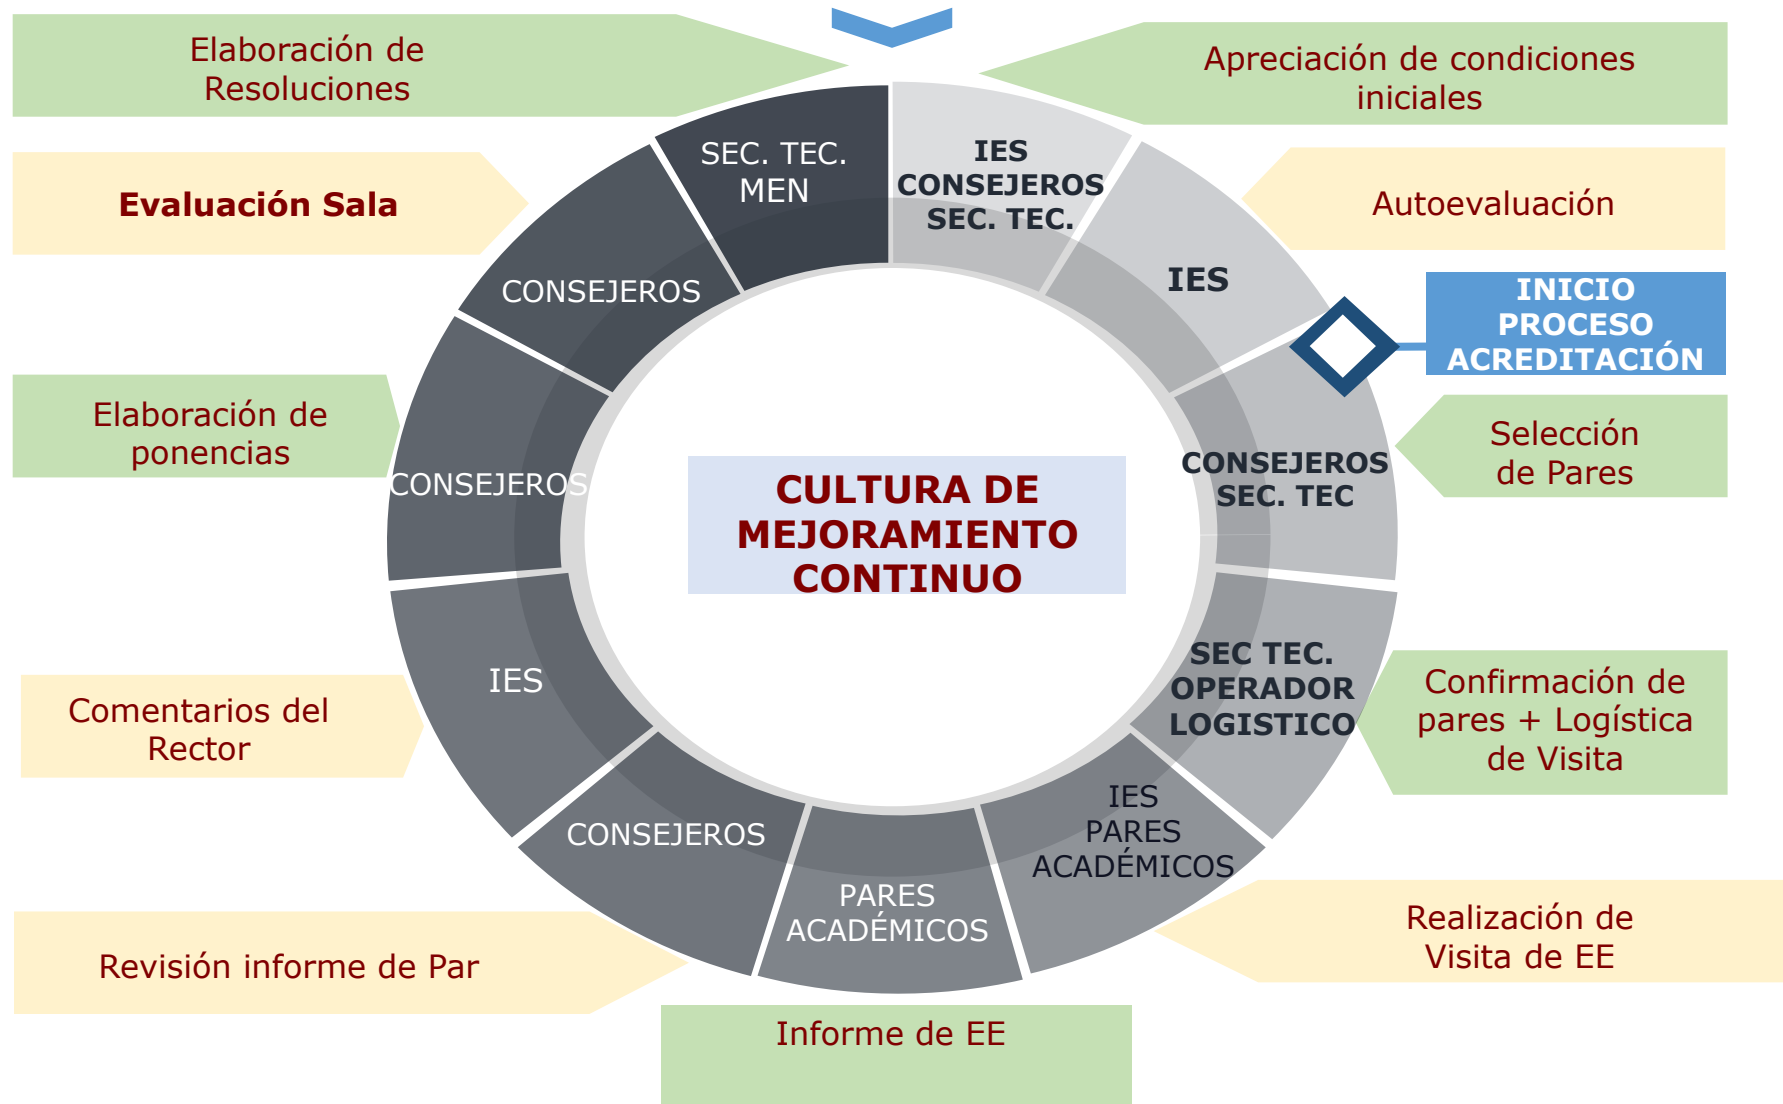 Elaboración de
Resoluciones
Apreciación de condiciones
iniciales
SEC. TEC.
MEN
IES
CONSEJEROS
SEC. TEC.
Evaluación Sala
Autoevaluación
CONSEJEROS
IES
INICIO
PROCESO
ACREDITACIÓN
Elaboración de
ponencias
CONSEJEROS
CULTURA DE
MEJORAMIENTO
CONTINUO
CONSEJEROS
SEC. TEC
Selección
de Pares
IES
SEC TEC.
OPERADOR
LOGISTICO
Confirmación de
pares + Logística
de Visita
Comentarios del
Rector
CONSEJEROS
IES
PARES
ACADÉMICOS
PARES
ACADÉMICOS
Realización de
Visita de EE
Revisión informe de Par
Informe de EE